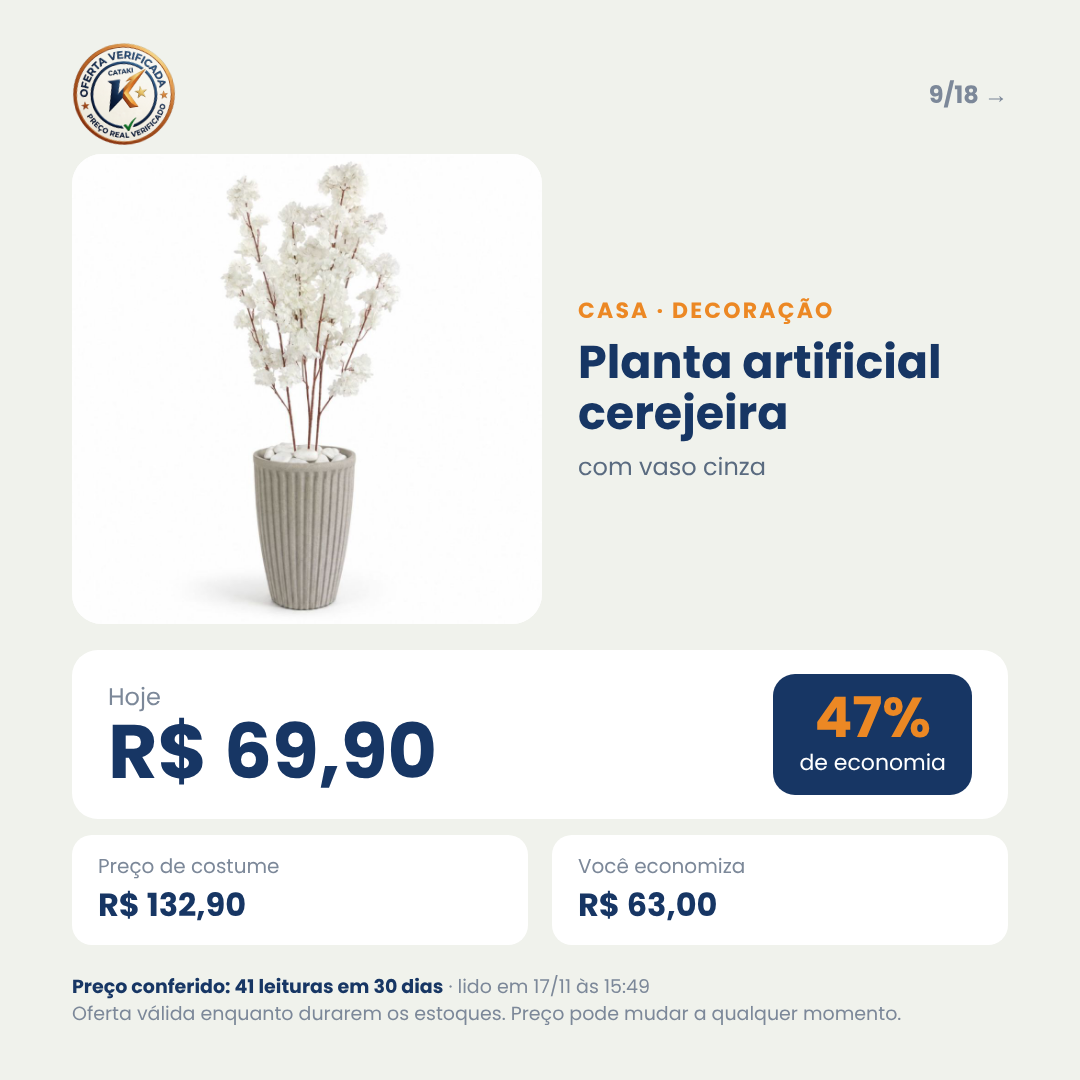 OFERTA VERIFICADA
CATAKI
K
PREÇO REAL VERIFICADO
9/18 →
CASA · DECORAÇÃO
Planta artificial
cerejeira
com vaso cinza
Hoje
R$ 69,90
47%
de economia
Preço de costume
R$ 132,90
Você economiza
R$ 63,00
Preço conferido: 41 leituras em 30 dias · lido em 17/11 às 15:49
Oferta válida enquanto durarem os estoques. Preço pode mudar a qualquer momento.